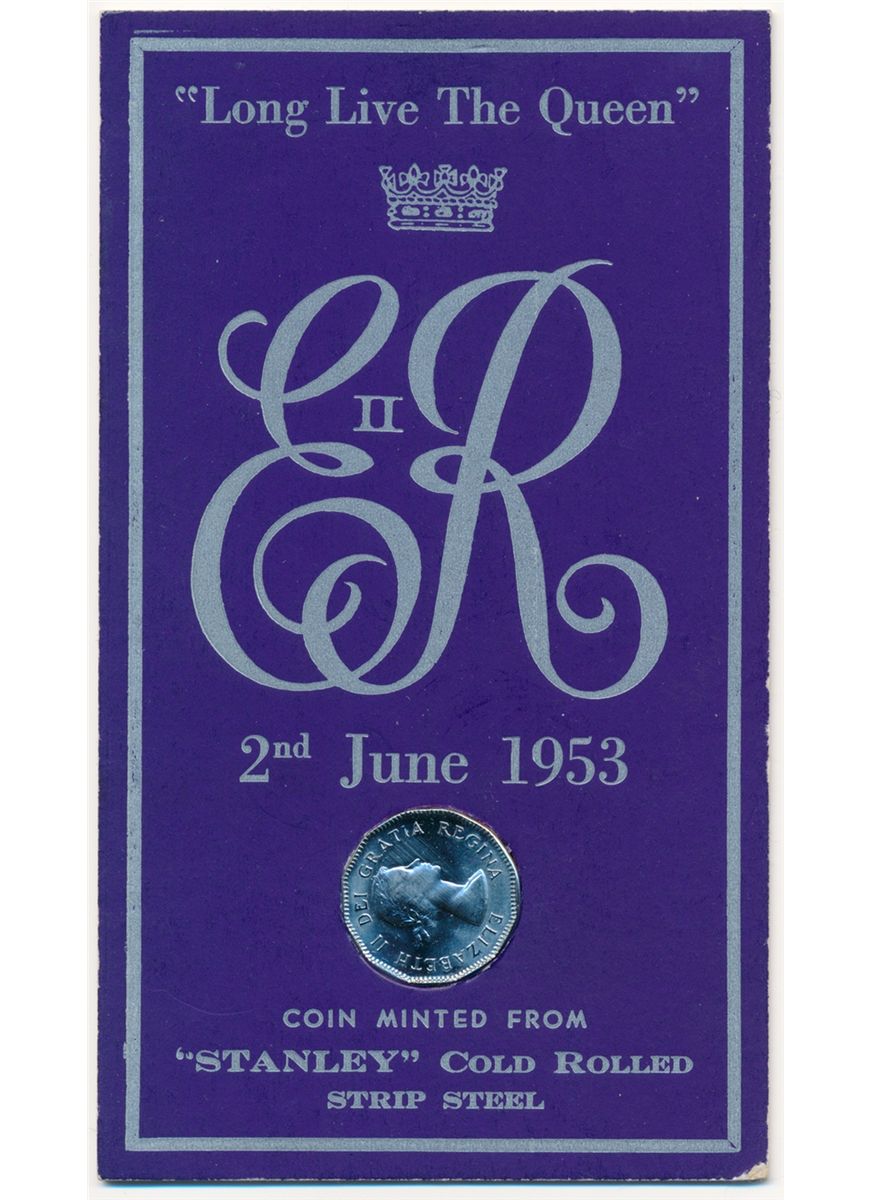 “Long Live The Queen”
E II R
2nd June 1953
ELIZABETH II DEI GRATIA REGINA
COIN MINTED FROM
“STANLEY” COLD ROLLED
STRIP STEEL